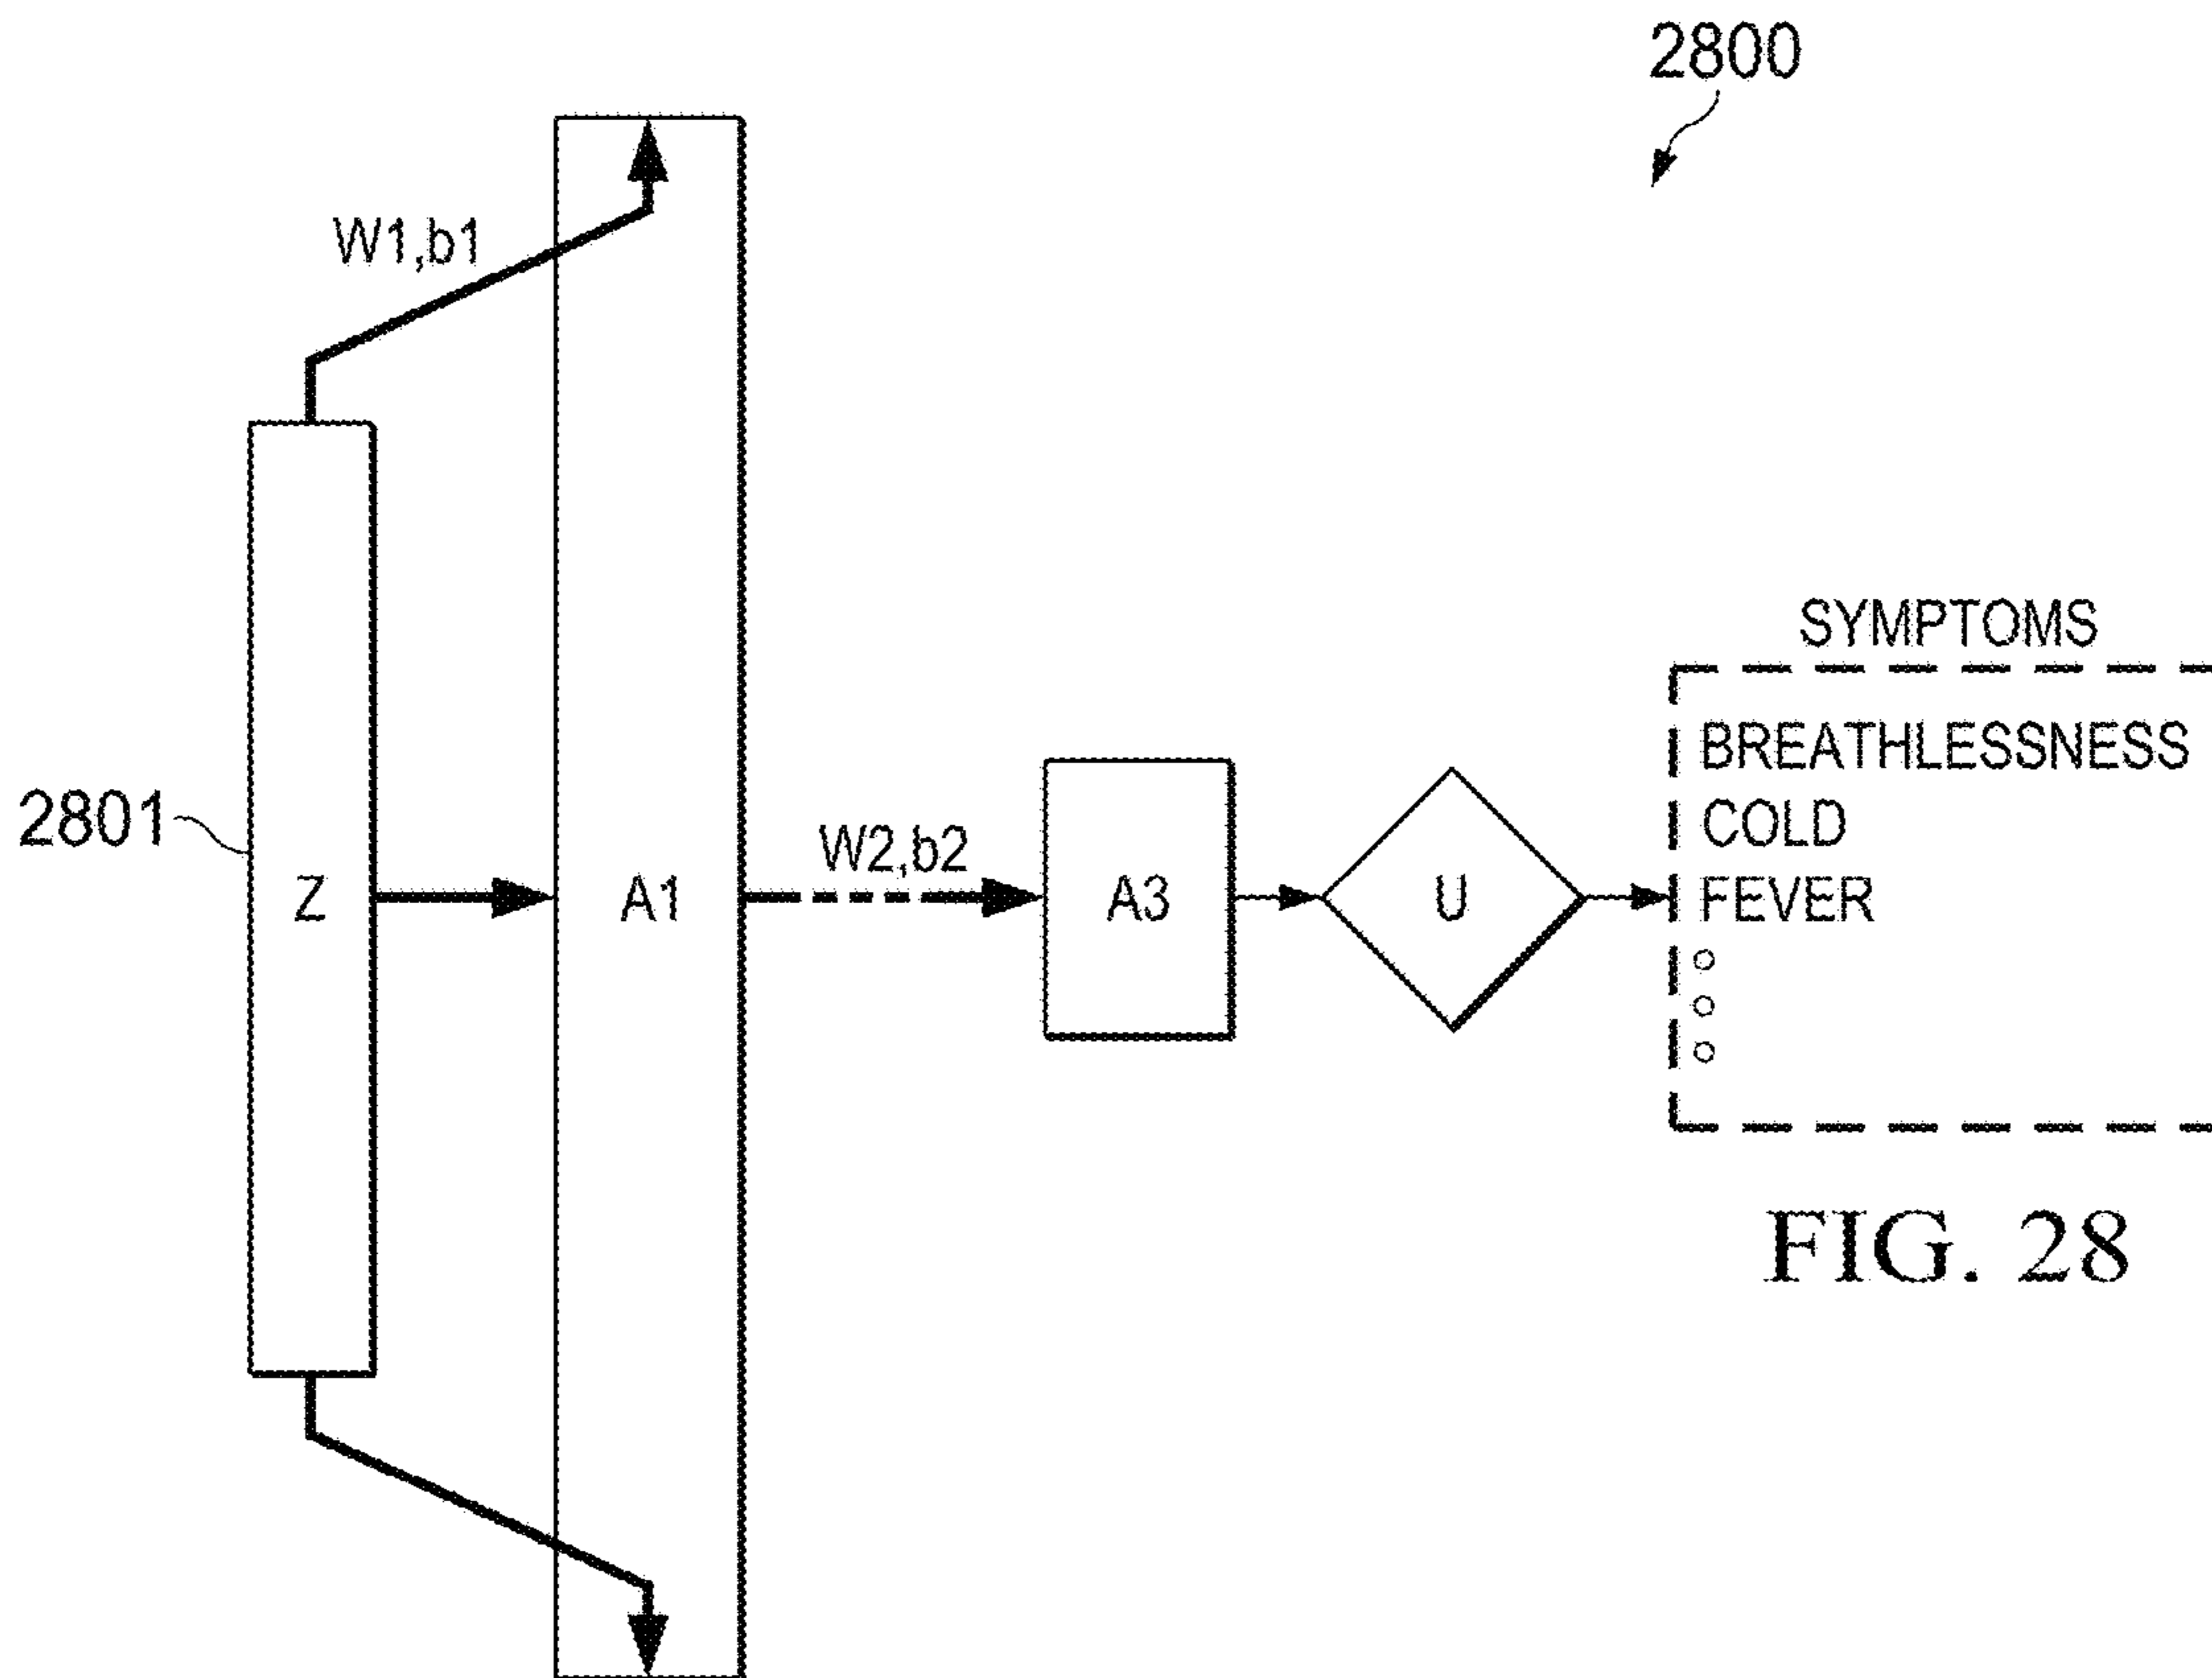 2800
W1,b1
SYMPTOMS
BREATHLESSNESS
COLD
FEVER
2801
W2,b2
Z
A1
A3
U
FIG. 28